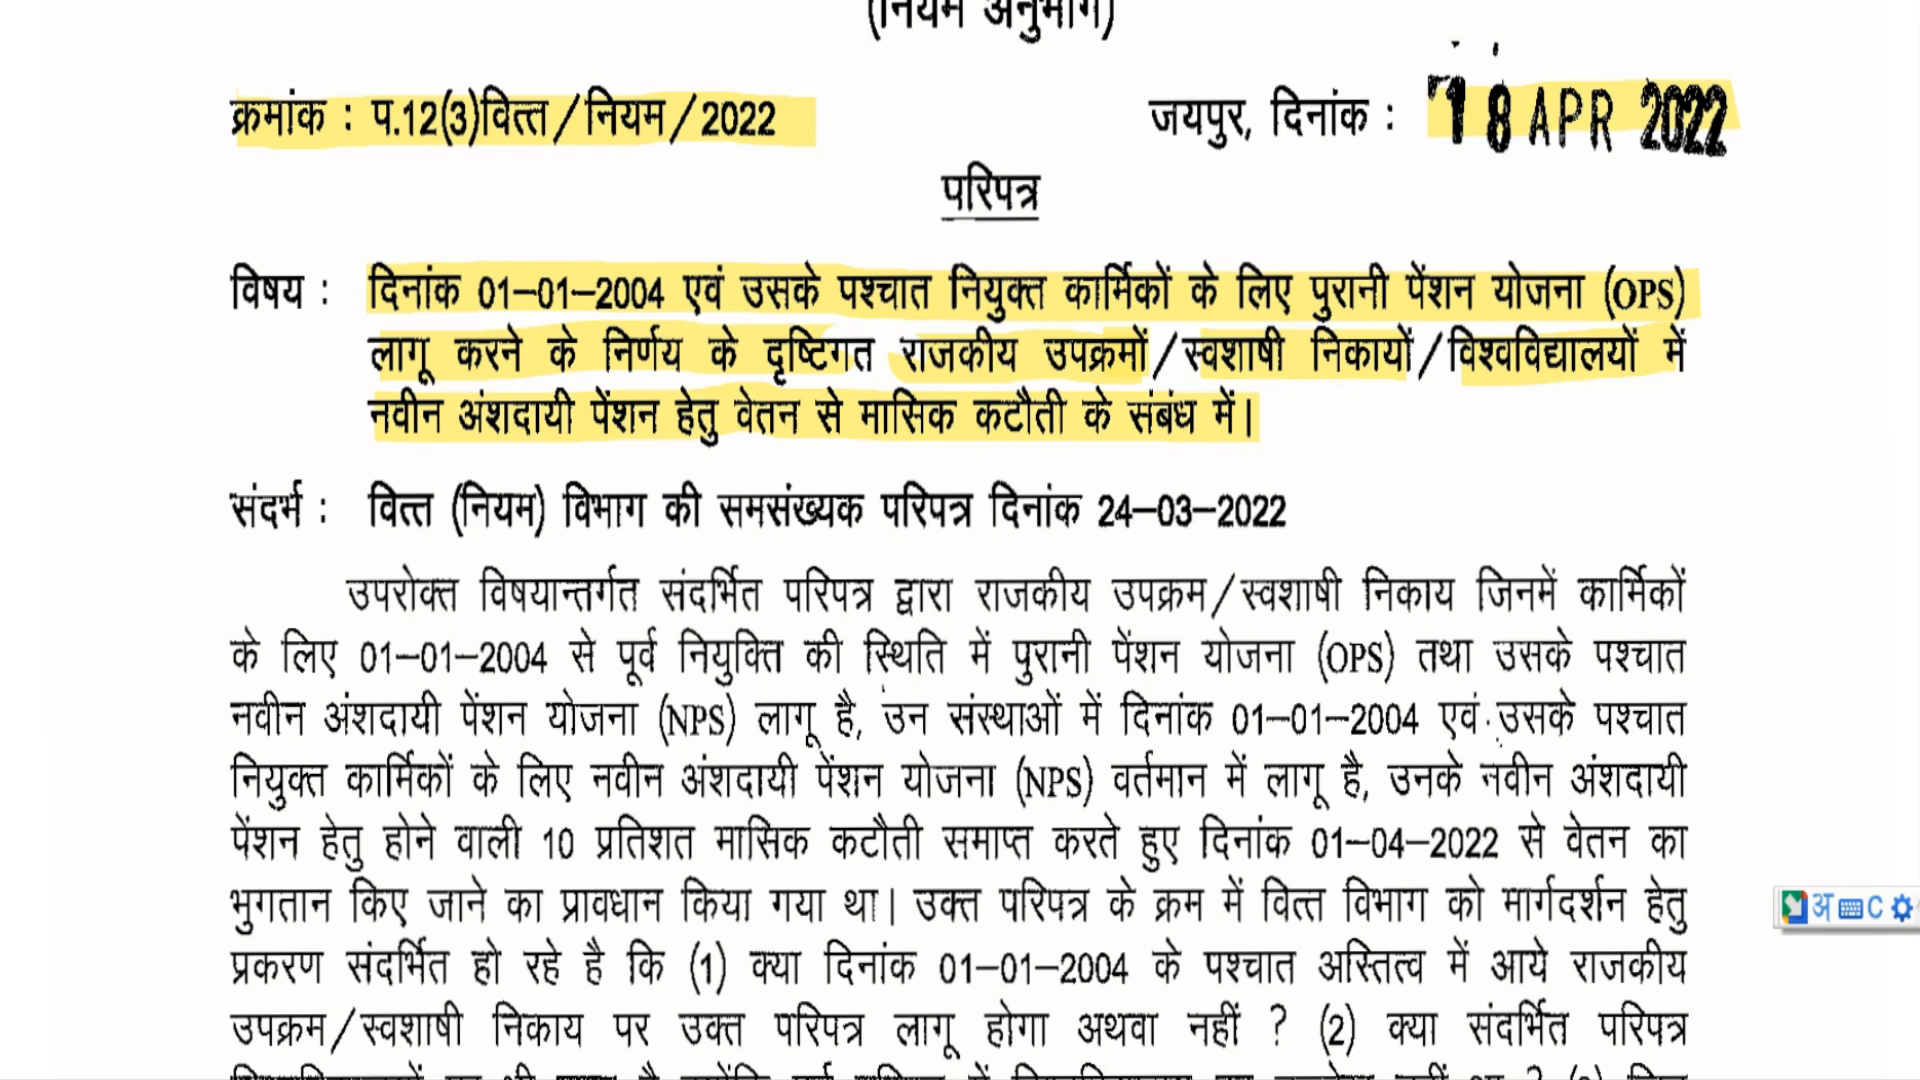 (नियम अनुभाग)
क्रमांक : प.12(3)वित्त/नियम/2022 जयपुर, दिनांक : 18 APR 2022
परिपत्र
विषय : दिनांक 01–01–2004 एवं उसके पश्चात नियुक्त कार्मिकों के लिए पुरानी पेंशन योजना (OPS)
लागू करने के निर्णय के दृष्टिगत राजकीय उपक्रमों/स्वशाषी निकायों/विश्वविद्यालयों में
नवीन अंशदायी पेंशन हेतु वेतन से मासिक कटौती के संबंध में।
संदर्भ : वित्त (नियम) विभाग की समसंख्यक परिपत्र दिनांक 24–03–2022
उपरोक्त विषयान्तर्गत संदर्भित परिपत्र द्वारा राजकीय उपक्रम/स्वशाषी निकाय जिनमें कार्मिकों
के लिए 01–01–2004 से पूर्व नियुक्ति की स्थिति में पुरानी पेंशन योजना (OPS) तथा उसके पश्चात
नवीन अंशदायी पेंशन योजना (NPS) लागू है, उन संस्थाओं में दिनांक 01–01–2004 एवं उसके पश्चात
नियुक्त कार्मिकों के लिए नवीन अंशदायी पेंशन योजना (NPS) वर्तमान में लागू है, उनके नवीन अंशदायी
पेंशन हेतु होने वाली 10 प्रतिशत मासिक कटौती समाप्त करते हुए दिनांक 01–04–2022 से वेतन का
भुगतान किए जाने का प्रावधान किया गया था। उक्त परिपत्र के क्रम में वित्त विभाग को मार्गदर्शन हेतु
प्रकरण संदर्भित हो रहे है कि (1) क्या दिनांक 01–01–2004 के पश्चात अस्तित्व में आये राजकीय
उपक्रम/स्वशाषी निकाय पर उक्त परिपत्र लागू होगा अथवा नहीं ? (2) क्या संदर्भित परिपत्र
अ C